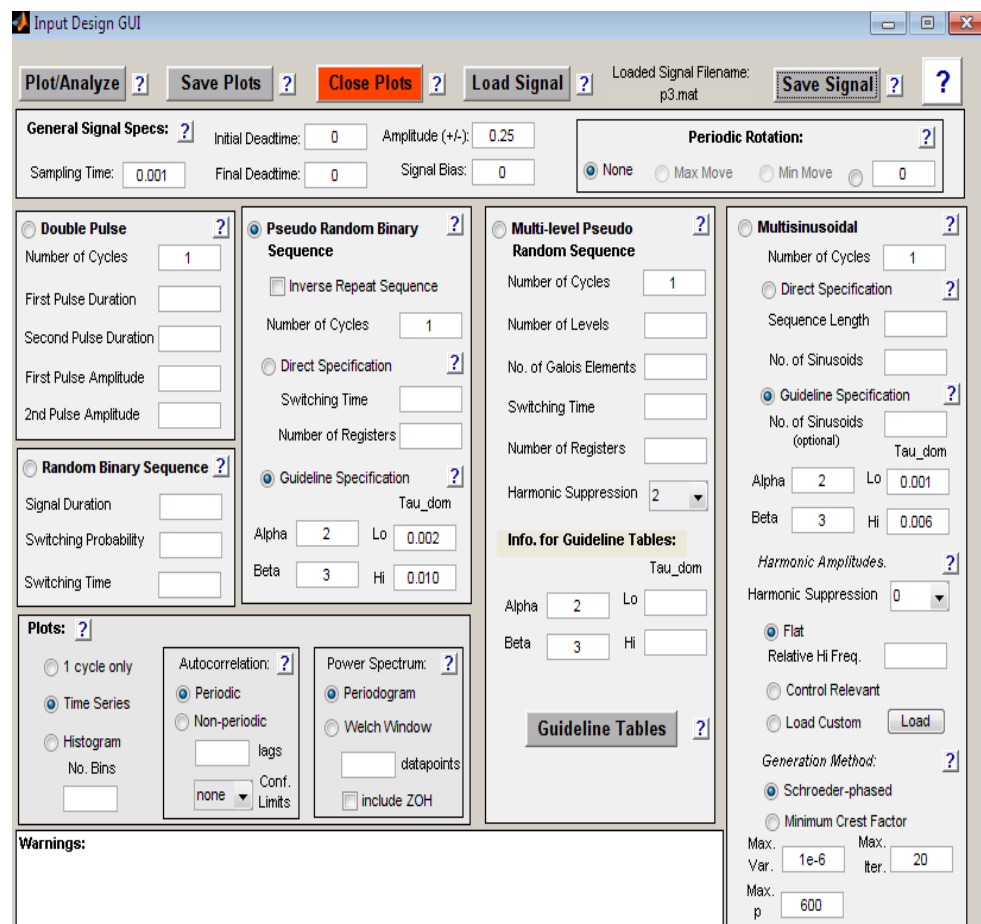 Input Design GUI
Plot/Analyze ? Save Plots ? Close Plots ? Load Signal ? Loaded Signal Filename: p3.mat Save Signal ? ?
General Signal Specs: ?
Initial Deadtime: 0 Amplitude (+/-): 0.25
Sampling Time: 0.001 Final Deadtime: 0 Signal Bias: 0
Periodic Rotation: ?
None Max Move Min Move 0
Double Pulse ?
Number of Cycles 1
First Pulse Duration
Second Pulse Duration
First Pulse Amplitude
2nd Pulse Amplitude
Random Binary Sequence ?
Signal Duration
Switching Probability
Switching Time
Pseudo Random Binary ?
Sequence
Inverse Repeat Sequence
Number of Cycles 1
Direct Specification ?
Switching Time
Number of Registers
Guideline Specification ?
Tau_dom
Alpha 2 Lo 0.002
Beta 3 Hi 0.010
Multi-level Pseudo ?
Random Sequence
Number of Cycles 1
Number of Levels
No. of Galois Elements
Switching Time
Number of Registers
Harmonic Suppression 2
Info. for Guideline Tables:
Tau_dom
Alpha 2 Lo
Beta 3 Hi
Guideline Tables ?
Multisinusoidal ?
Number of Cycles 1
Direct Specification ?
Sequence Length
No. of Sinusoids
Guideline Specification ?
No. of Sinusoids
(optional)
Tau_dom
Alpha 2 Lo 0.001
Beta 3 Hi 0.006
Harmonic Amplitudes. ?
Harmonic Suppression 0
Flat
Relative Hi Freq.
Control Relevant
Load Custom Load
Generation Method: ?
Schroeder-phased
Minimum Crest Factor
Max. Var. 1e-6 Max. Iter. 20
Max. p 600
Plots: ?
1 cycle only
Time Series
Histogram
No. Bins
Autocorrelation: ?
Periodic
Non-periodic
lags
none Conf. Limits
Power Spectrum: ?
Periodogram
Welch Window
datapoints
include ZOH
Warnings: